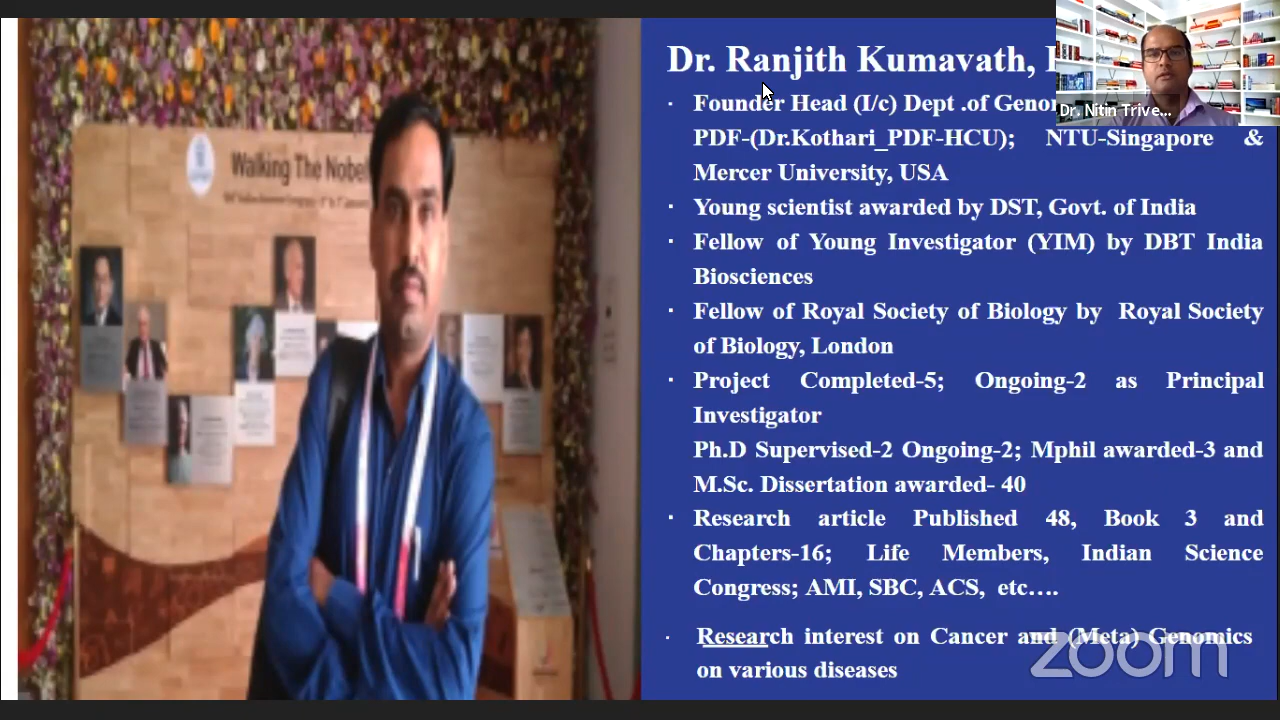 Walking The Nobel
Dr. Ranjith Kumavath,
Founder Head (I/c) Dept .of
PDF-(Dr.Kothari_PDF-HCU); NTU-Singapore &
Mercer University, USA
· Young scientist awarded by DST, Govt. of India
· Fellow of Young Investigator (YIM) by DBT India
Biosciences
· Fellow of Royal Society of Biology by Royal Society
of Biology, London
· Project Completed-5; Ongoing-2 as Principal
Investigator
Ph.D Supervised-2 Ongoing-2; Mphil awarded-3 and
M.Sc. Dissertation awarded- 40
· Research article Published 48, Book 3 and
Chapters-16; Life Members, Indian Science
Congress; AMI, SBC, ACS, etc….
· Research interest on Cancer and (Meta) Genomics
on various diseases
Dr. Nitin Trive...
zoom